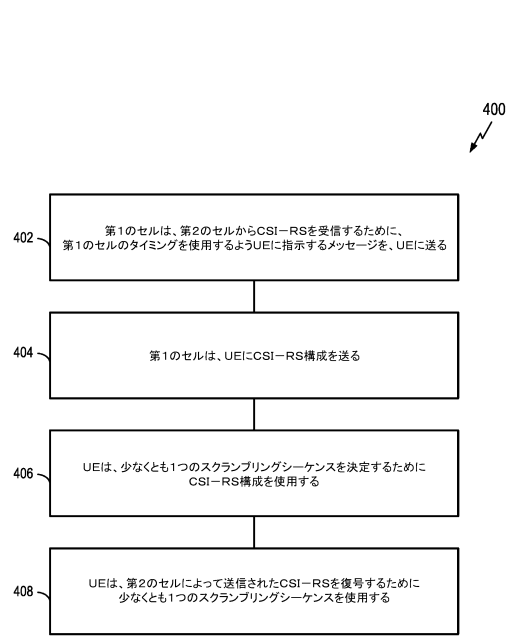 400
402
第1のセルは、第2のセルからCSI－RSを受信するために、
第1のセルのタイミングを使用するようUEに指示するメッセージを、UEに送る
404
第1のセルは、UEにCSI－RS構成を送る
406
UEは、少なくとも1つのスクランブリングシーケンスを決定するために
CSI－RS構成を使用する
408
UEは、第2のセルによって送信されたCSI－RSを復号するために
少なくとも1つのスクランブリングシーケンスを使用する